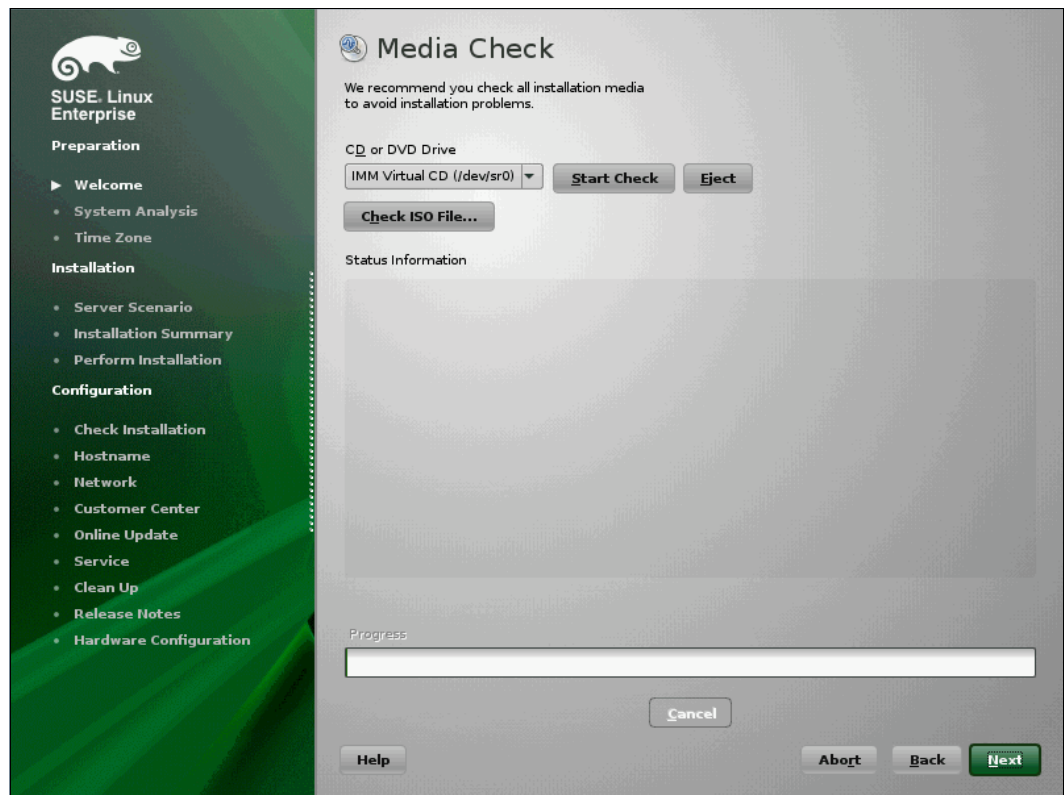 SUSE. Linux
Enterprise
Preparation
Welcome
System Analysis
Time Zone
Installation
Server Scenario
Installation Summary
Perform Installation
Configuration
Check Installation
Hostname
Network
Customer Center
Online Update
Service
Clean Up
Release Notes
Hardware Configuration
Media Check
We recommend you check all installation media
to avoid installation problems.
CD or DVD Drive
IMM Virtual CD (/dev/sr0)
Start Check
Eject
Check ISO File...
Status Information
Progress
Cancel
Help
Abort
Back
Next